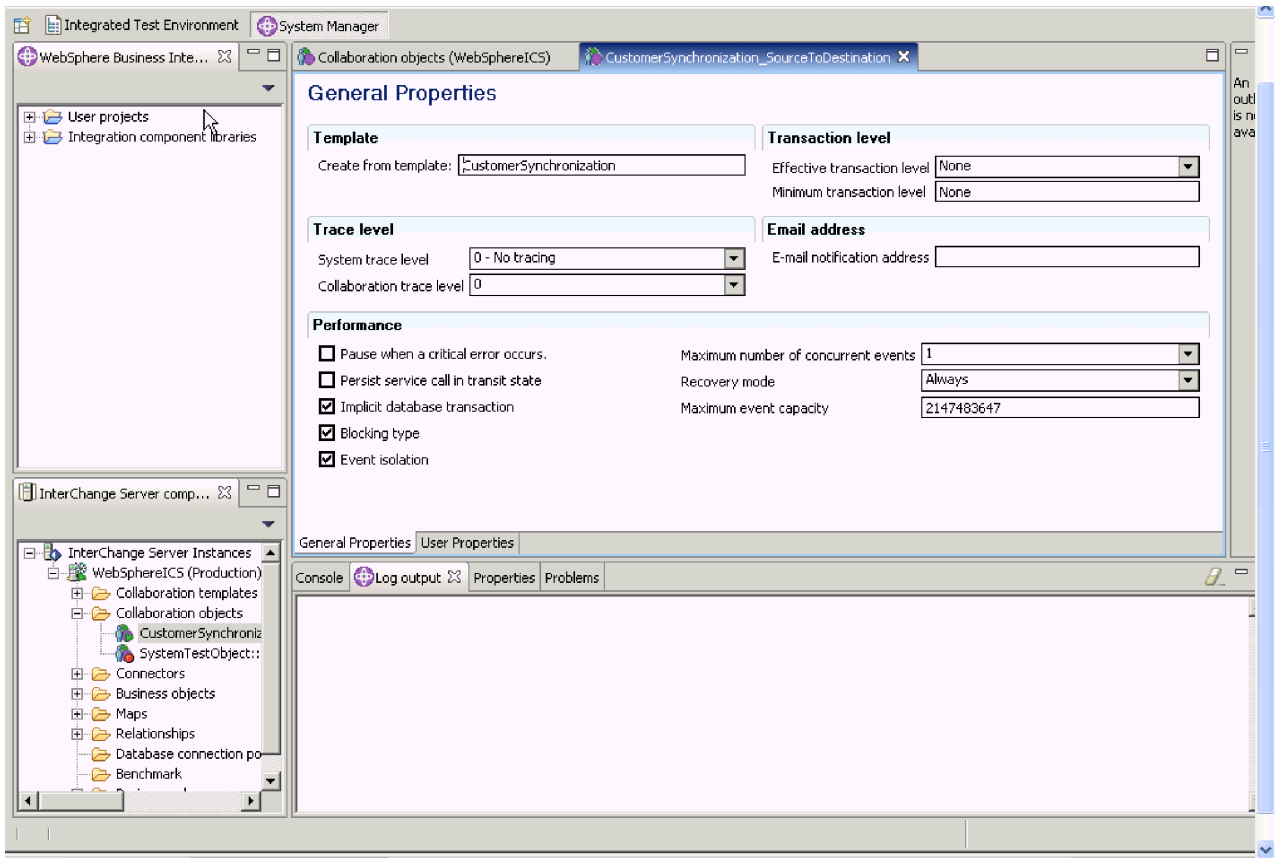 Integrated Test Environment
System Manager
WebSphere Business Inte...
User projects
Integration component libraries
Collaboration objects (WebSphereICS)
CustomerSynchronization_SourceToDestination
General Properties
Template
Create from template: CustomerSynchronization
Transaction level
Effective transaction level None
Minimum transaction level None
Trace level
System trace level 0 - No tracing
Collaboration trace level 0
Email address
E-mail notification address
Performance
Pause when a critical error occurs.
Persist service call in transit state
Implicit database transaction
Blocking type
Event isolation
Maximum number of concurrent events 1
Recovery mode Always
Maximum event capacity 2147483647
General Properties User Properties
An
outl
is n
ava
InterChange Server comp...
InterChange Server Instances
WebSphereICS (Production)
Collaboration templates
Collaboration objects
CustomerSynchroniz
SystemTestObject::
Connectors
Business objects
Maps
Relationships
Database connection po
Benchmark
Console Log output Properties Problems